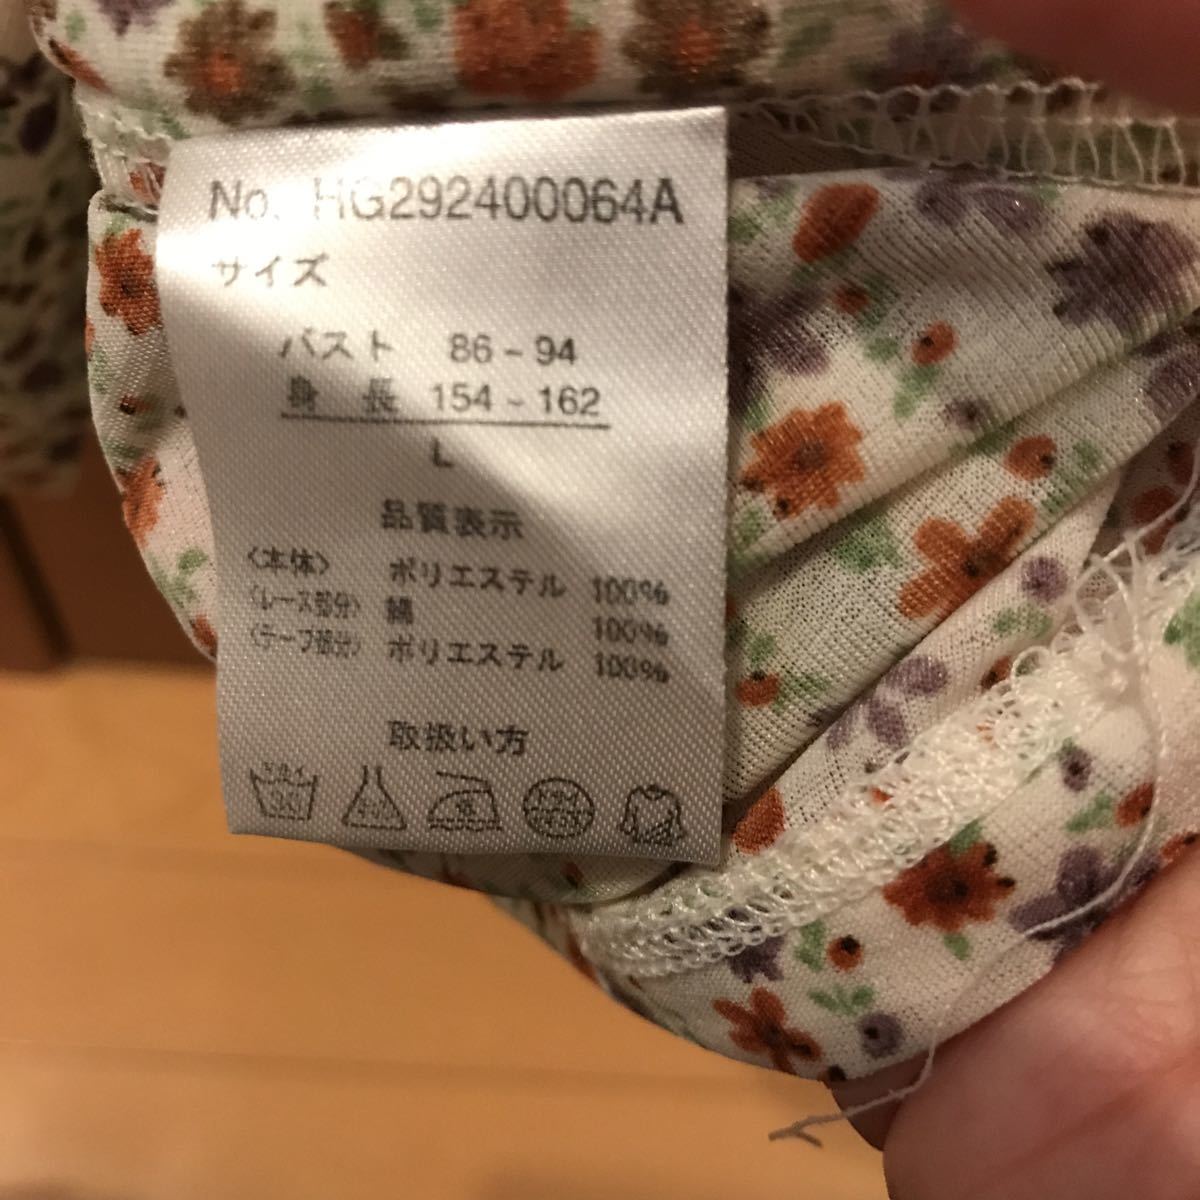 No. HG292400064A
サイズ
バスト 86 ~ 94
身長 154 ~ 162
L
品質表示
〈本体〉 ポリエステル 100%
〈レース部分〉 綿 100%
〈テープ部分〉 ポリエステル 100%
取扱い方